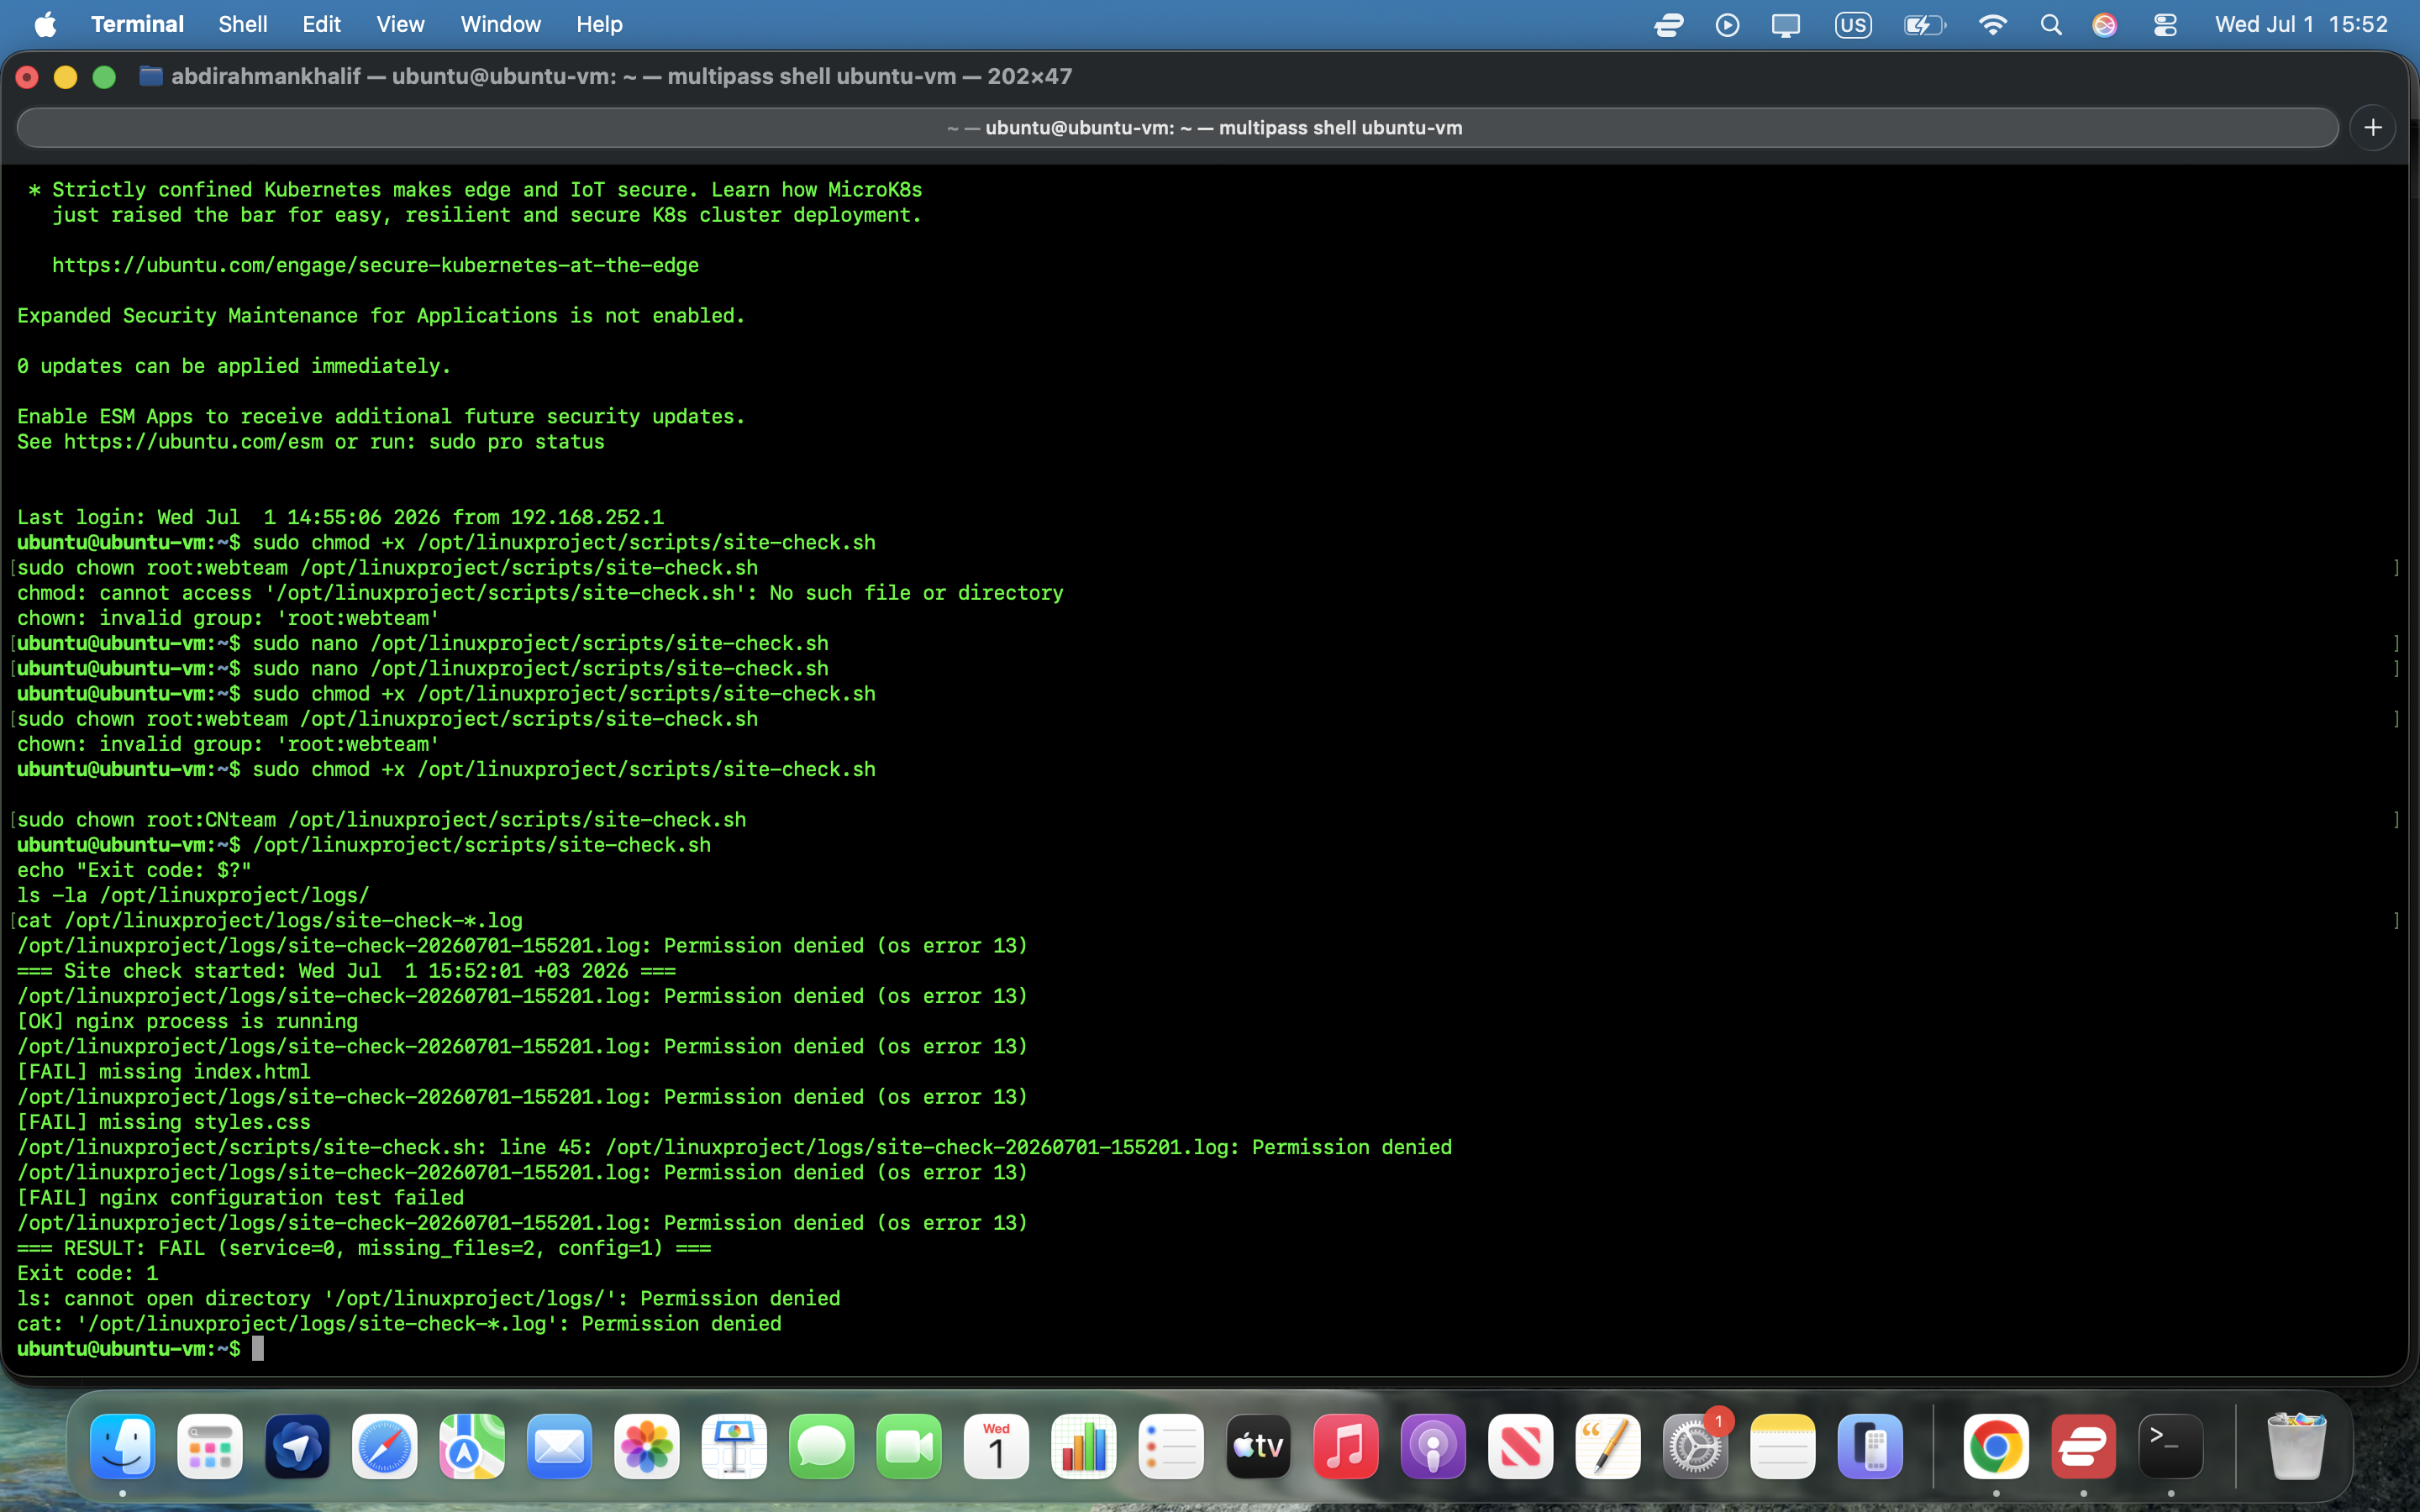 Terminal Shell Edit View Window Help US Wed Jul 1 15:52
abdirahmankhalif — ubuntu@ubuntu-vm: ~ — multipass shell ubuntu-vm — 202×47
~ — ubuntu@ubuntu-vm: ~ — multipass shell ubuntu-vm +
* Strictly confined Kubernetes makes edge and IoT secure. Learn how MicroK8s
just raised the bar for easy, resilient and secure K8s cluster deployment.
https://ubuntu.com/engage/secure-kubernetes-at-the-edge
Expanded Security Maintenance for Applications is not enabled.
0 updates can be applied immediately.
Enable ESM Apps to receive additional future security updates.
See https://ubuntu.com/esm or run: sudo pro status
Last login: Wed Jul  1 14:55:06 2026 from 192.168.252.1
ubuntu@ubuntu-vm:~$ sudo chmod +x /opt/linuxproject/scripts/site-check.sh
[sudo chown root:webteam /opt/linuxproject/scripts/site-check.sh ]
chmod: cannot access '/opt/linuxproject/scripts/site-check.sh': No such file or directory
chown: invalid group: 'root:webteam'
[ubuntu@ubuntu-vm:~$ sudo nano /opt/linuxproject/scripts/site-check.sh ]
[ubuntu@ubuntu-vm:~$ sudo nano /opt/linuxproject/scripts/site-check.sh ]
ubuntu@ubuntu-vm:~$ sudo chmod +x /opt/linuxproject/scripts/site-check.sh
[sudo chown root:webteam /opt/linuxproject/scripts/site-check.sh ]
chown: invalid group: 'root:webteam'
ubuntu@ubuntu-vm:~$ sudo chmod +x /opt/linuxproject/scripts/site-check.sh
[sudo chown root:CNteam /opt/linuxproject/scripts/site-check.sh ]
ubuntu@ubuntu-vm:~$ /opt/linuxproject/scripts/site-check.sh
echo "Exit code: $?"
ls -la /opt/linuxproject/logs/
[cat /opt/linuxproject/logs/site-check-*.log ]
/opt/linuxproject/logs/site-check-20260701-155201.log: Permission denied (os error 13)
=== Site check started: Wed Jul  1 15:52:01 +03 2026 ===
/opt/linuxproject/logs/site-check-20260701-155201.log: Permission denied (os error 13)
[OK] nginx process is running
/opt/linuxproject/logs/site-check-20260701-155201.log: Permission denied (os error 13)
[FAIL] missing index.html
/opt/linuxproject/logs/site-check-20260701-155201.log: Permission denied (os error 13)
[FAIL] missing styles.css
/opt/linuxproject/scripts/site-check.sh: line 45: /opt/linuxproject/logs/site-check-20260701-155201.log: Permission denied
/opt/linuxproject/logs/site-check-20260701-155201.log: Permission denied (os error 13)
[FAIL] nginx configuration test failed
/opt/linuxproject/logs/site-check-20260701-155201.log: Permission denied (os error 13)
=== RESULT: FAIL (service=0, missing_files=2, config=1) ===
Exit code: 1
ls: cannot open directory '/opt/linuxproject/logs/': Permission denied
cat: '/opt/linuxproject/logs/site-check-*.log': Permission denied
ubuntu@ubuntu-vm:~$
Wed
1
tv
1
>_